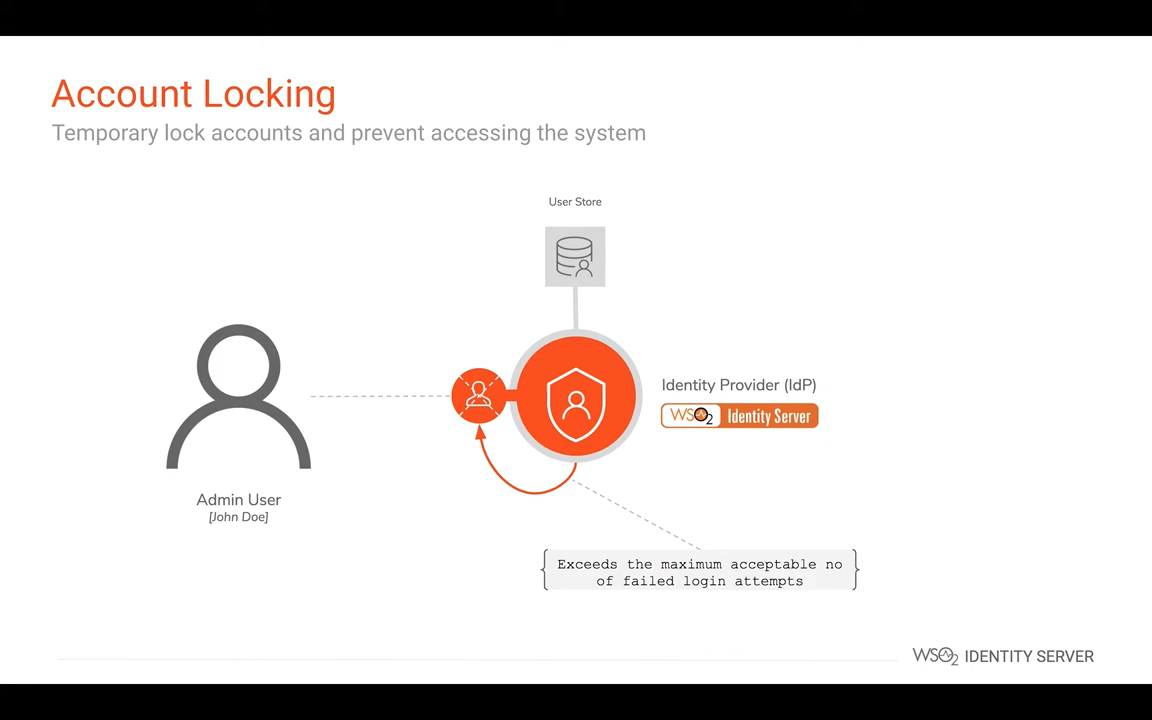 Account Locking
Temporary lock accounts and prevent accessing the system
User Store
Identity Provider (IdP)
WSO2 Identity Server
Admin User
[John Doe]
Exceeds the maximum acceptable no
of failed login attempts
WSO2 IDENTITY SERVER